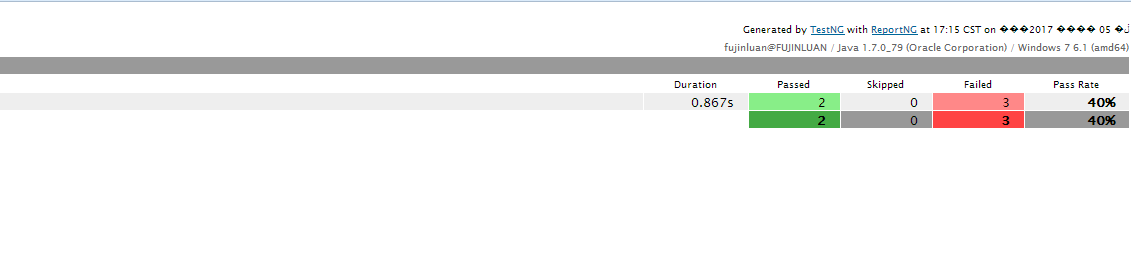 Generated by TestNG with ReportNG at 17:15 CST on ���2017 ���� 05
fujinluan@FUJINLUAN / Java 1.7.0_79 (Oracle Corporation) / Windows 7 6.1 (amd64)
Duration Passed Skipped Failed Pass Rate
0.867s 2 0 3 40%
2 0 3 40%